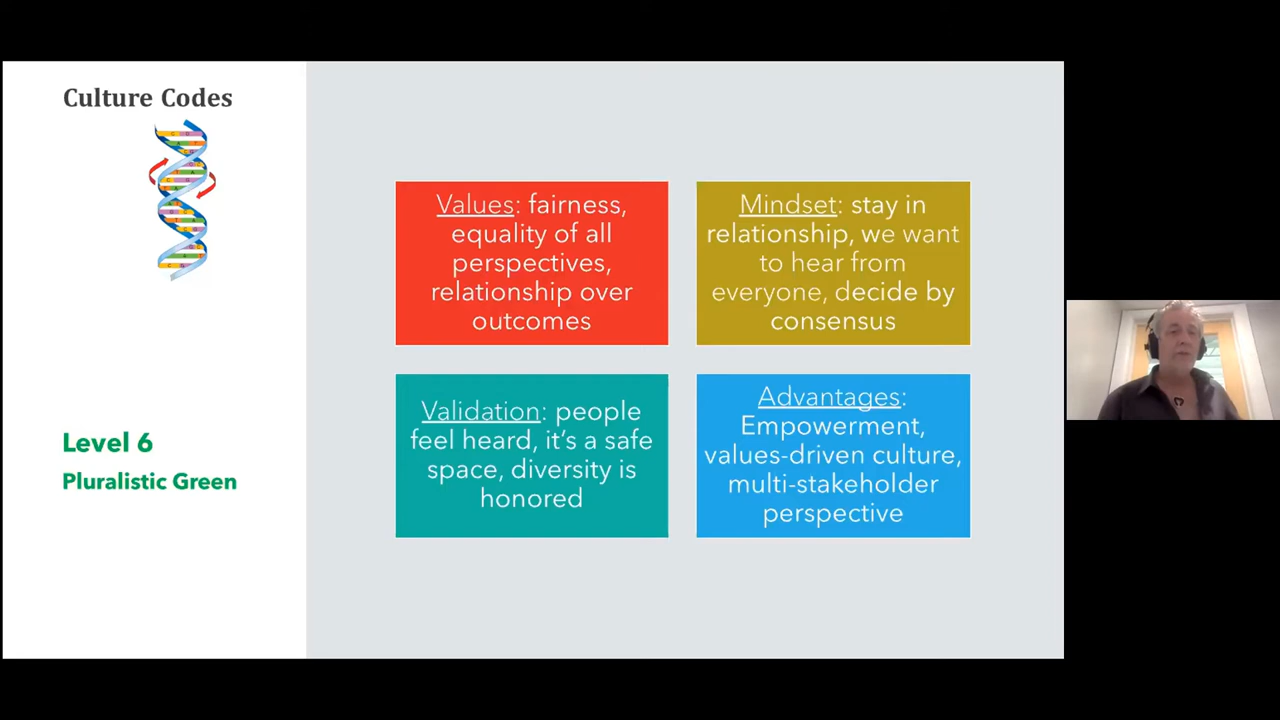 Culture Codes
Level 6
Pluralistic Green
Values: fairness,
equality of all
perspectives,
relationship over
outcomes
Mindset: stay in
relationship, we want
to hear from
everyone, decide by
consensus
Validation: people
feel heard, it’s a safe
space, diversity is
honored
Advantages:
Empowerment,
values-driven culture,
multi-stakeholder
perspective